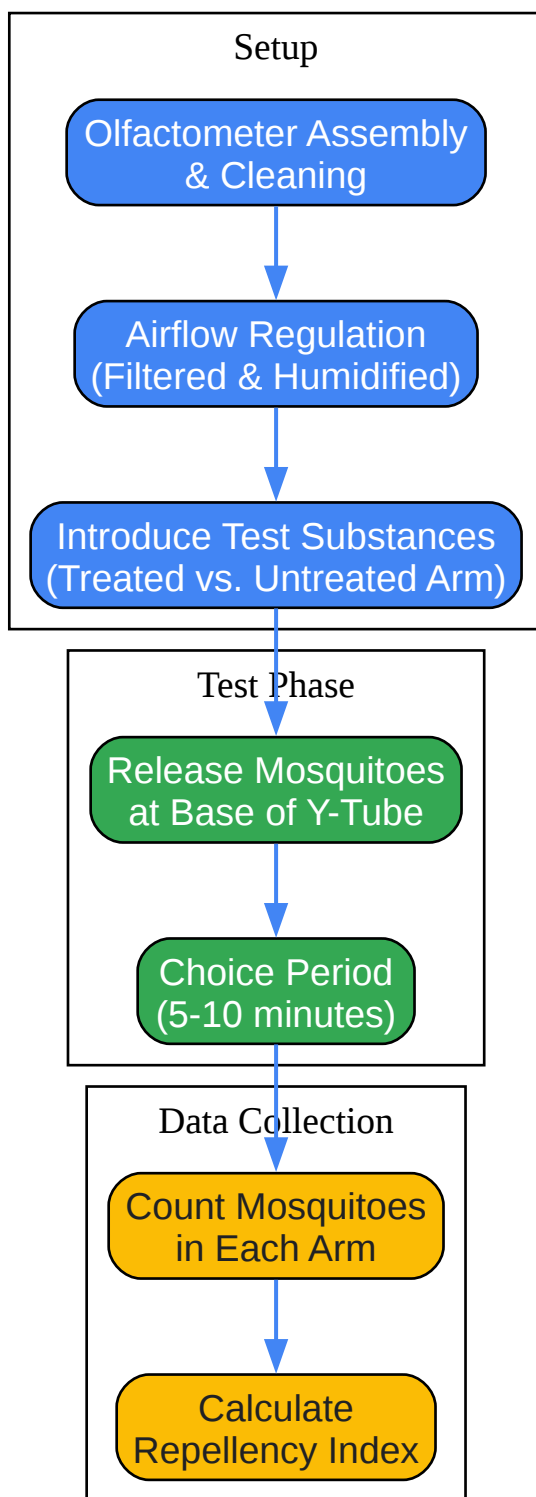 Setup
Olfactometer Assembly
& Cleaning
Airflow Regulation
(Filtered & Humidified)
Introduce Test Substances
(Treated vs. Untreated Arm)
Test Phase
Release Mosquitoes
at Base of Y-Tube
Choice Period
(5-10 minutes)
Data Collection
Count Mosquitoes
in Each Arm
Calculate
Repellency Index